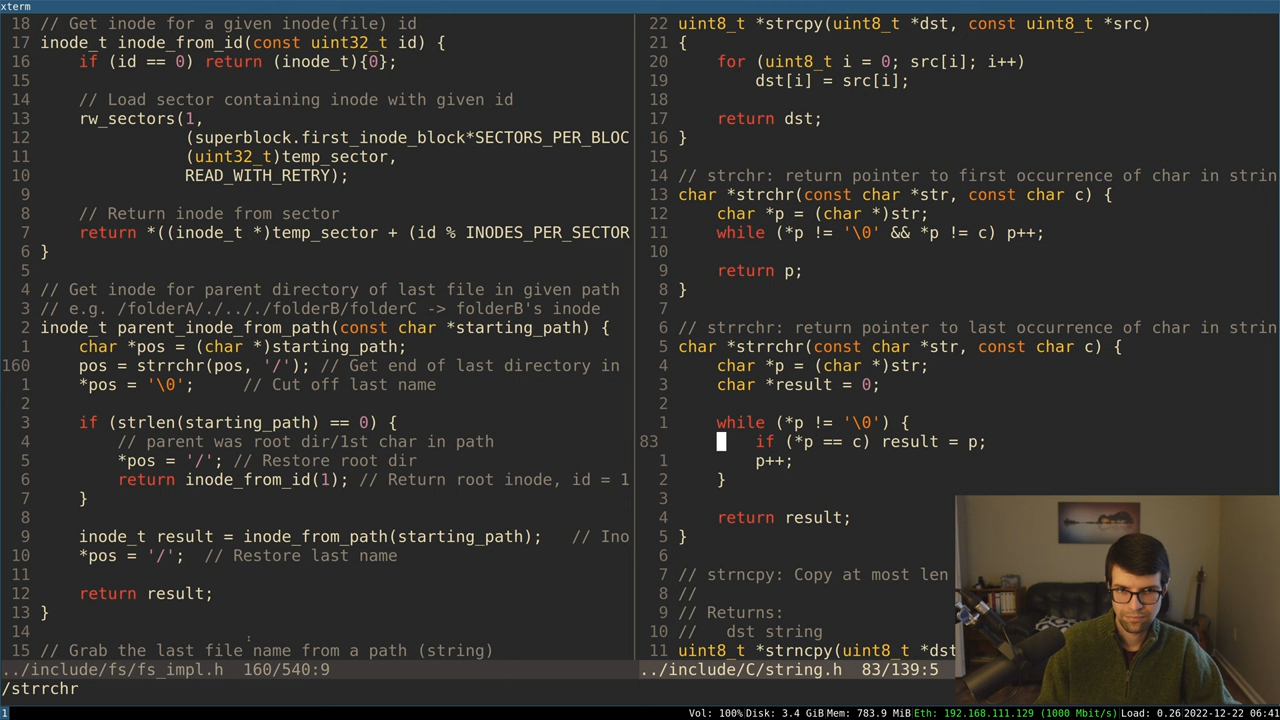 xterm
18 // Get inode for a given inode(file) id
17 inode_t inode_from_id(const uint32_t id) {
16     if (id == 0) return (inode_t){0};
15
14     // Load sector containing inode with given id
13     rw_sectors(1,
12                (superblock.first_inode_block*SECTORS_PER_BLOC
11                (uint32_t)temp_sector,
10                READ_WITH_RETRY);
9
8     // Return inode from sector
7     return *((inode_t *)temp_sector + (id % INODES_PER_SECTOR
6 }
5
4 // Get inode for parent directory of last file in given path
3 // e.g. /folderA/./.././folderB/folderC -> folderB's inode
2 inode_t parent_inode_from_path(const char *starting_path) {
1     char *pos = (char *)starting_path;
160     pos = strrchr(pos, '/'); // Get end of last directory in
1     *pos = '\0';     // Cut off last name
2
3     if (strlen(starting_path) == 0) {
4         // parent was root dir/1st char in path
5         *pos = '/'; // Restore root dir
6         return inode_from_id(1); // Return root inode, id = 1
7     }
8
9     inode_t result = inode_from_path(starting_path);   // Ino
10     *pos = '/';  // Restore last name
11
12     return result;
13 }
14
15 // Grab the last file name from a path (string)
../include/fs/fs_impl.h  160/540:9
22 uint8_t *strcpy(uint8_t *dst, const uint8_t *src)
21 {
20     for (uint8_t i = 0; src[i]; i++)
19         dst[i] = src[i];
18
17     return dst;
16 }
15
14 // strchr: return pointer to first occurrence of char in strin
13 char *strchr(const char *str, const char c) {
12     char *p = (char *)str;
11     while (*p != '\0' && *p != c) p++;
10
9     return p;
8 }
7
6 // strrchr: return pointer to last occurrence of char in strin
5 char *strrchr(const char *str, const char c) {
4     char *p = (char *)str;
3     char *result = 0;
2
1     while (*p != '\0') {
83         if (*p == c) result = p;
1         p++;
2     }
3
4     return result;
5 }
6
7 // strncpy: Copy at most len
8 //
9 // Returns:
10 //   dst string
11 uint8_t *strncpy(uint8_t *dst
../include/C/string.h  83/139:5
/strrchr
1
Vol: 100% Disk: 3.4 GiB Mem: 783.9 MiB Eth: 192.168.111.129 (1000 Mbit/s) Load: 0.26 2022-12-22 06:41